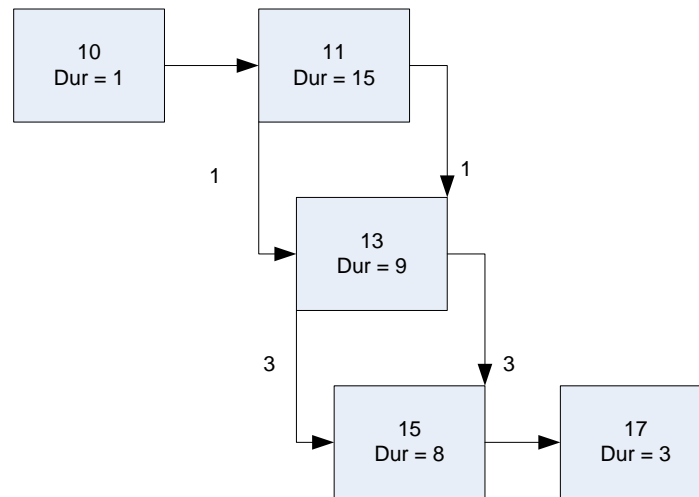 10
Dur = 1
11
Dur = 15
1
1
13
Dur = 9
3
3
15
Dur = 8
17
Dur = 3